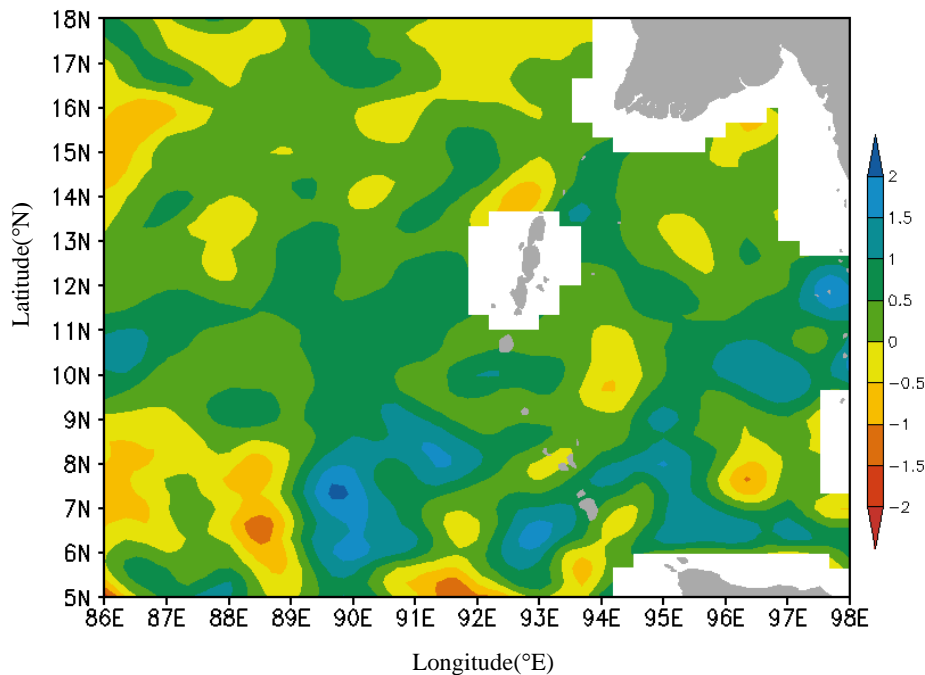 18N
17N
16N
15N
14N
13N
12N
11N
10N
9N
8N
7N
6N
5N
Latitude(°N)
86E 87E 88E 89E 90E 91E 92E 93E 94E 95E 96E 97E 98E
Longitude(°E)
2
1.5
1
0.5
0
-0.5
-1
-1.5
-2